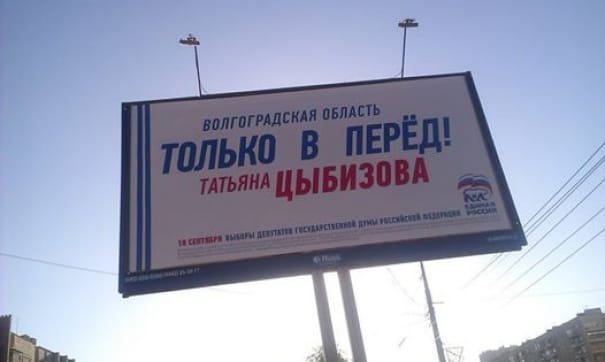 ВОЛГОГРАДСКАЯ ОБЛАСТЬ
ТОЛЬКО В ПЕРЁД!
ТАТЬЯНА ЦЫБИЗОВА
ЕДИНАЯ
РОССИЯ
18 СЕНТЯБРЯ ВЫБОРЫ ДЕПУТАТОВ ГОСУДАРСТВЕННОЙ ДУМЫ РОССИЙСКОЙ ФЕДЕРАЦИИ